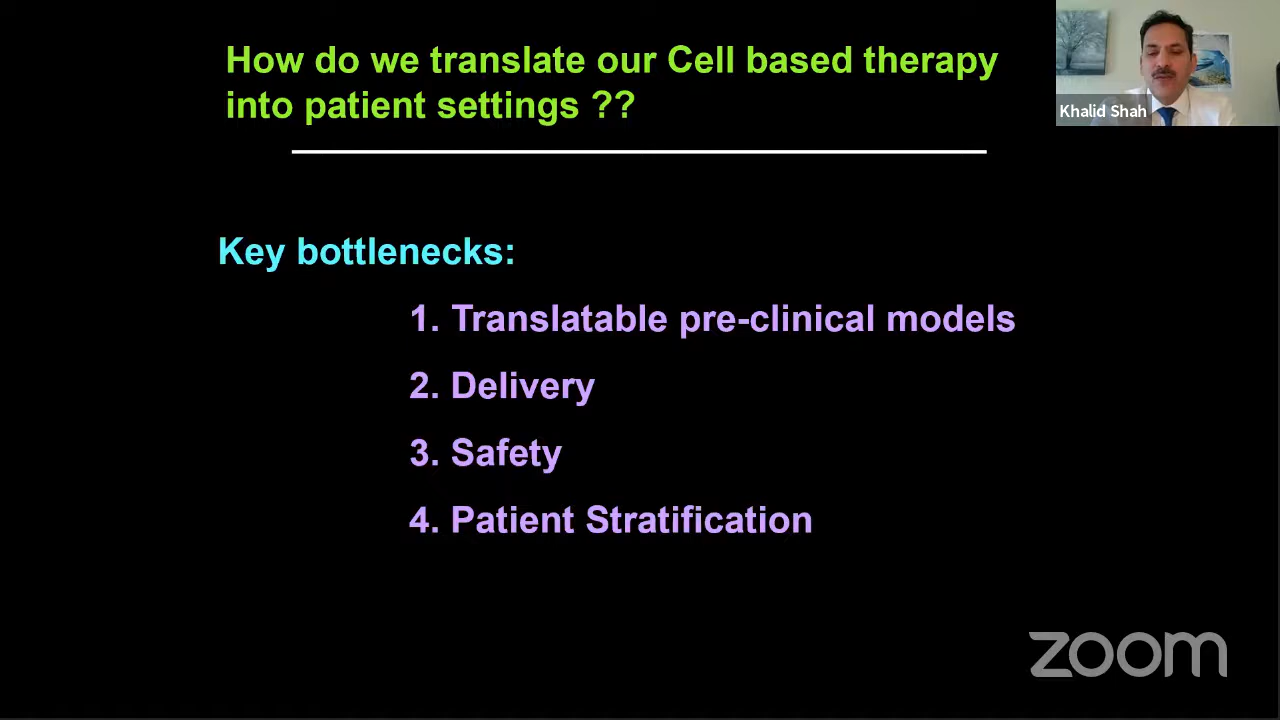 How do we translate our Cell based therapy
into patient settings ??
Khalid Shah
Key bottlenecks:
1. Translatable pre-clinical models
2. Delivery
3. Safety
4. Patient Stratification
zoom